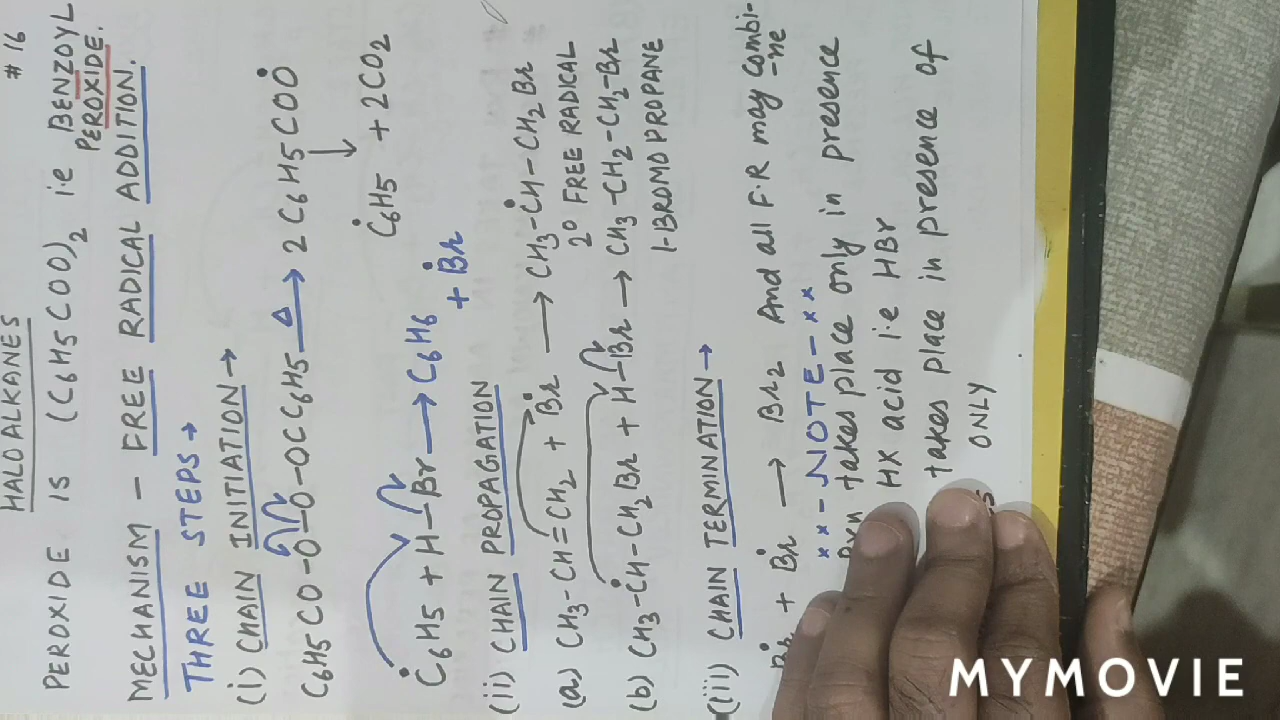 HALOALKANES #16
PEROXIDE IS (C6H5COO)2 i.e BENZOYL
PEROXIDE.
MECHANISM - FREE RADICAL ADDITION.
THREE STEPS →
(i) CHAIN INITIATION →
C6H5CO-O-O-OCC6H5 —Δ→ 2 C6H5COȮ
↓
Ċ6H5 + 2CO2
Ċ6H5 + H-Br → C6H6
+ Ḃr
(ii) CHAIN PROPAGATION
(a) CH3-CH=CH2 + Ḃr → CH3-ĊH-CH2Br
2° FREE RADICAL
(b) CH3-ĊH-CH2Br + H-Br → CH3-CH2-CH2-Br
1-BROMOPROPANE
(iii) CHAIN TERMINATION →
Ḃr + Ḃr → Br2 And all F.R may combi-
-ne
**-NOTE-**
Rxn takes place only in presence
HX acid i.e HBr
takes place in presence of
ONLY
MYMOVIE